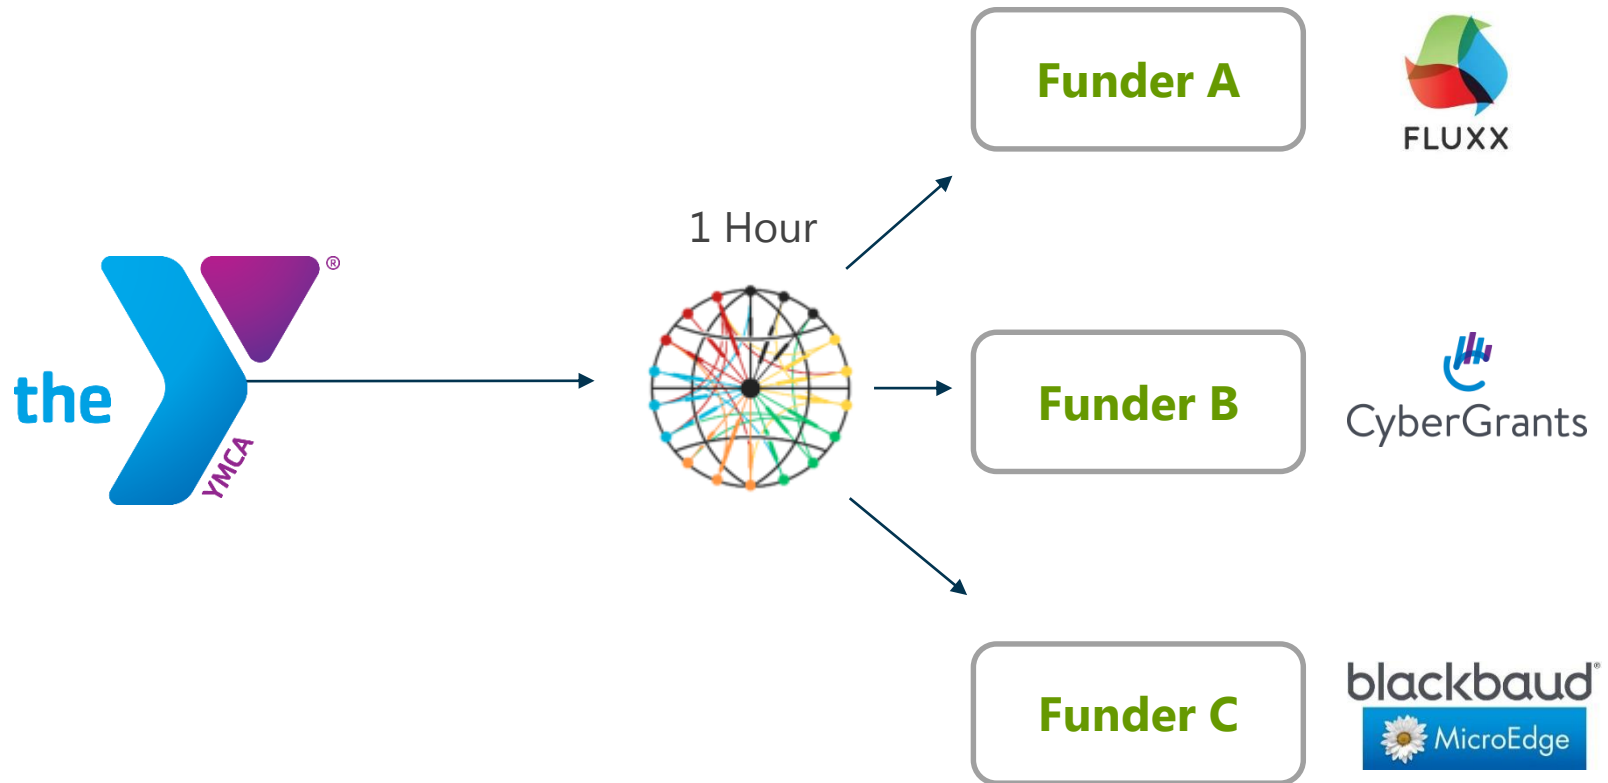 the
®
YMCA
1 Hour
Funder A
FLUXX
Funder B
CyberGrants
Funder C
blackbaud®
MicroEdge